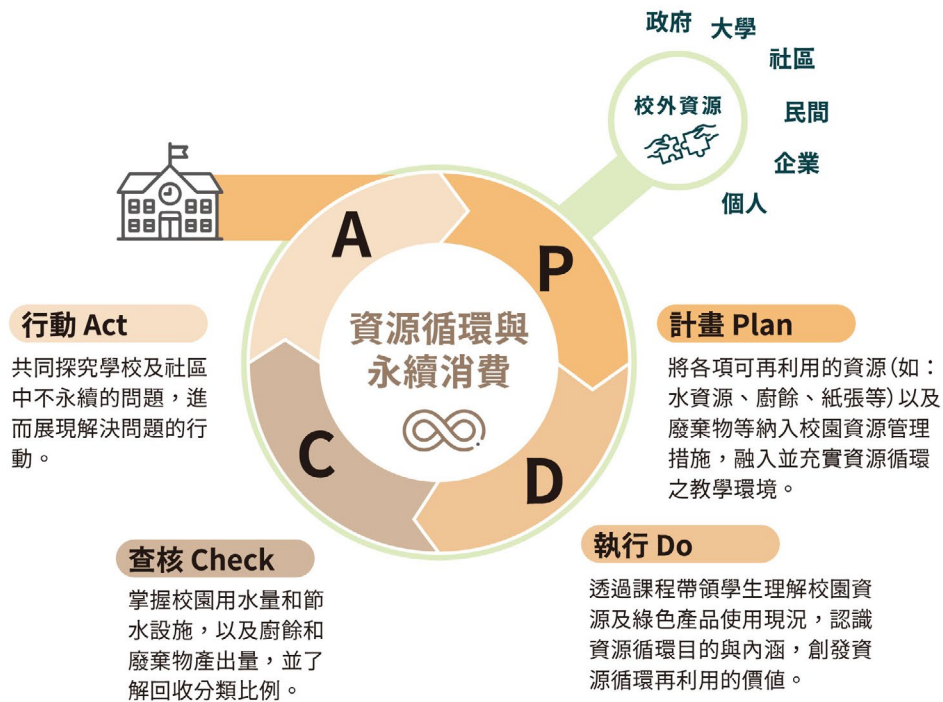 政府
大學
社區
民間
企業
個人
校外資源
A
P
C
D
資源循環與
永續消費
行動 Act
共同探究學校及社區
中不永續的問題，進
而展現解決問題的行
動。
計畫 Plan
將各項可再利用的資源（如：
水資源、廚餘、紙張等）以及
廢棄物等納入校園資源管理
措施，融入並充實資源循環
之教學環境。
查核 Check
掌握校園用水量和節
水設施，以及廚餘和
廢棄物產出量，並了
解回收分類比例。
執行 Do
透過課程帶領學生理解校園資
源及綠色產品使用現況，認識
資源循環目的與內涵，創發資
源循環再利用的價值。